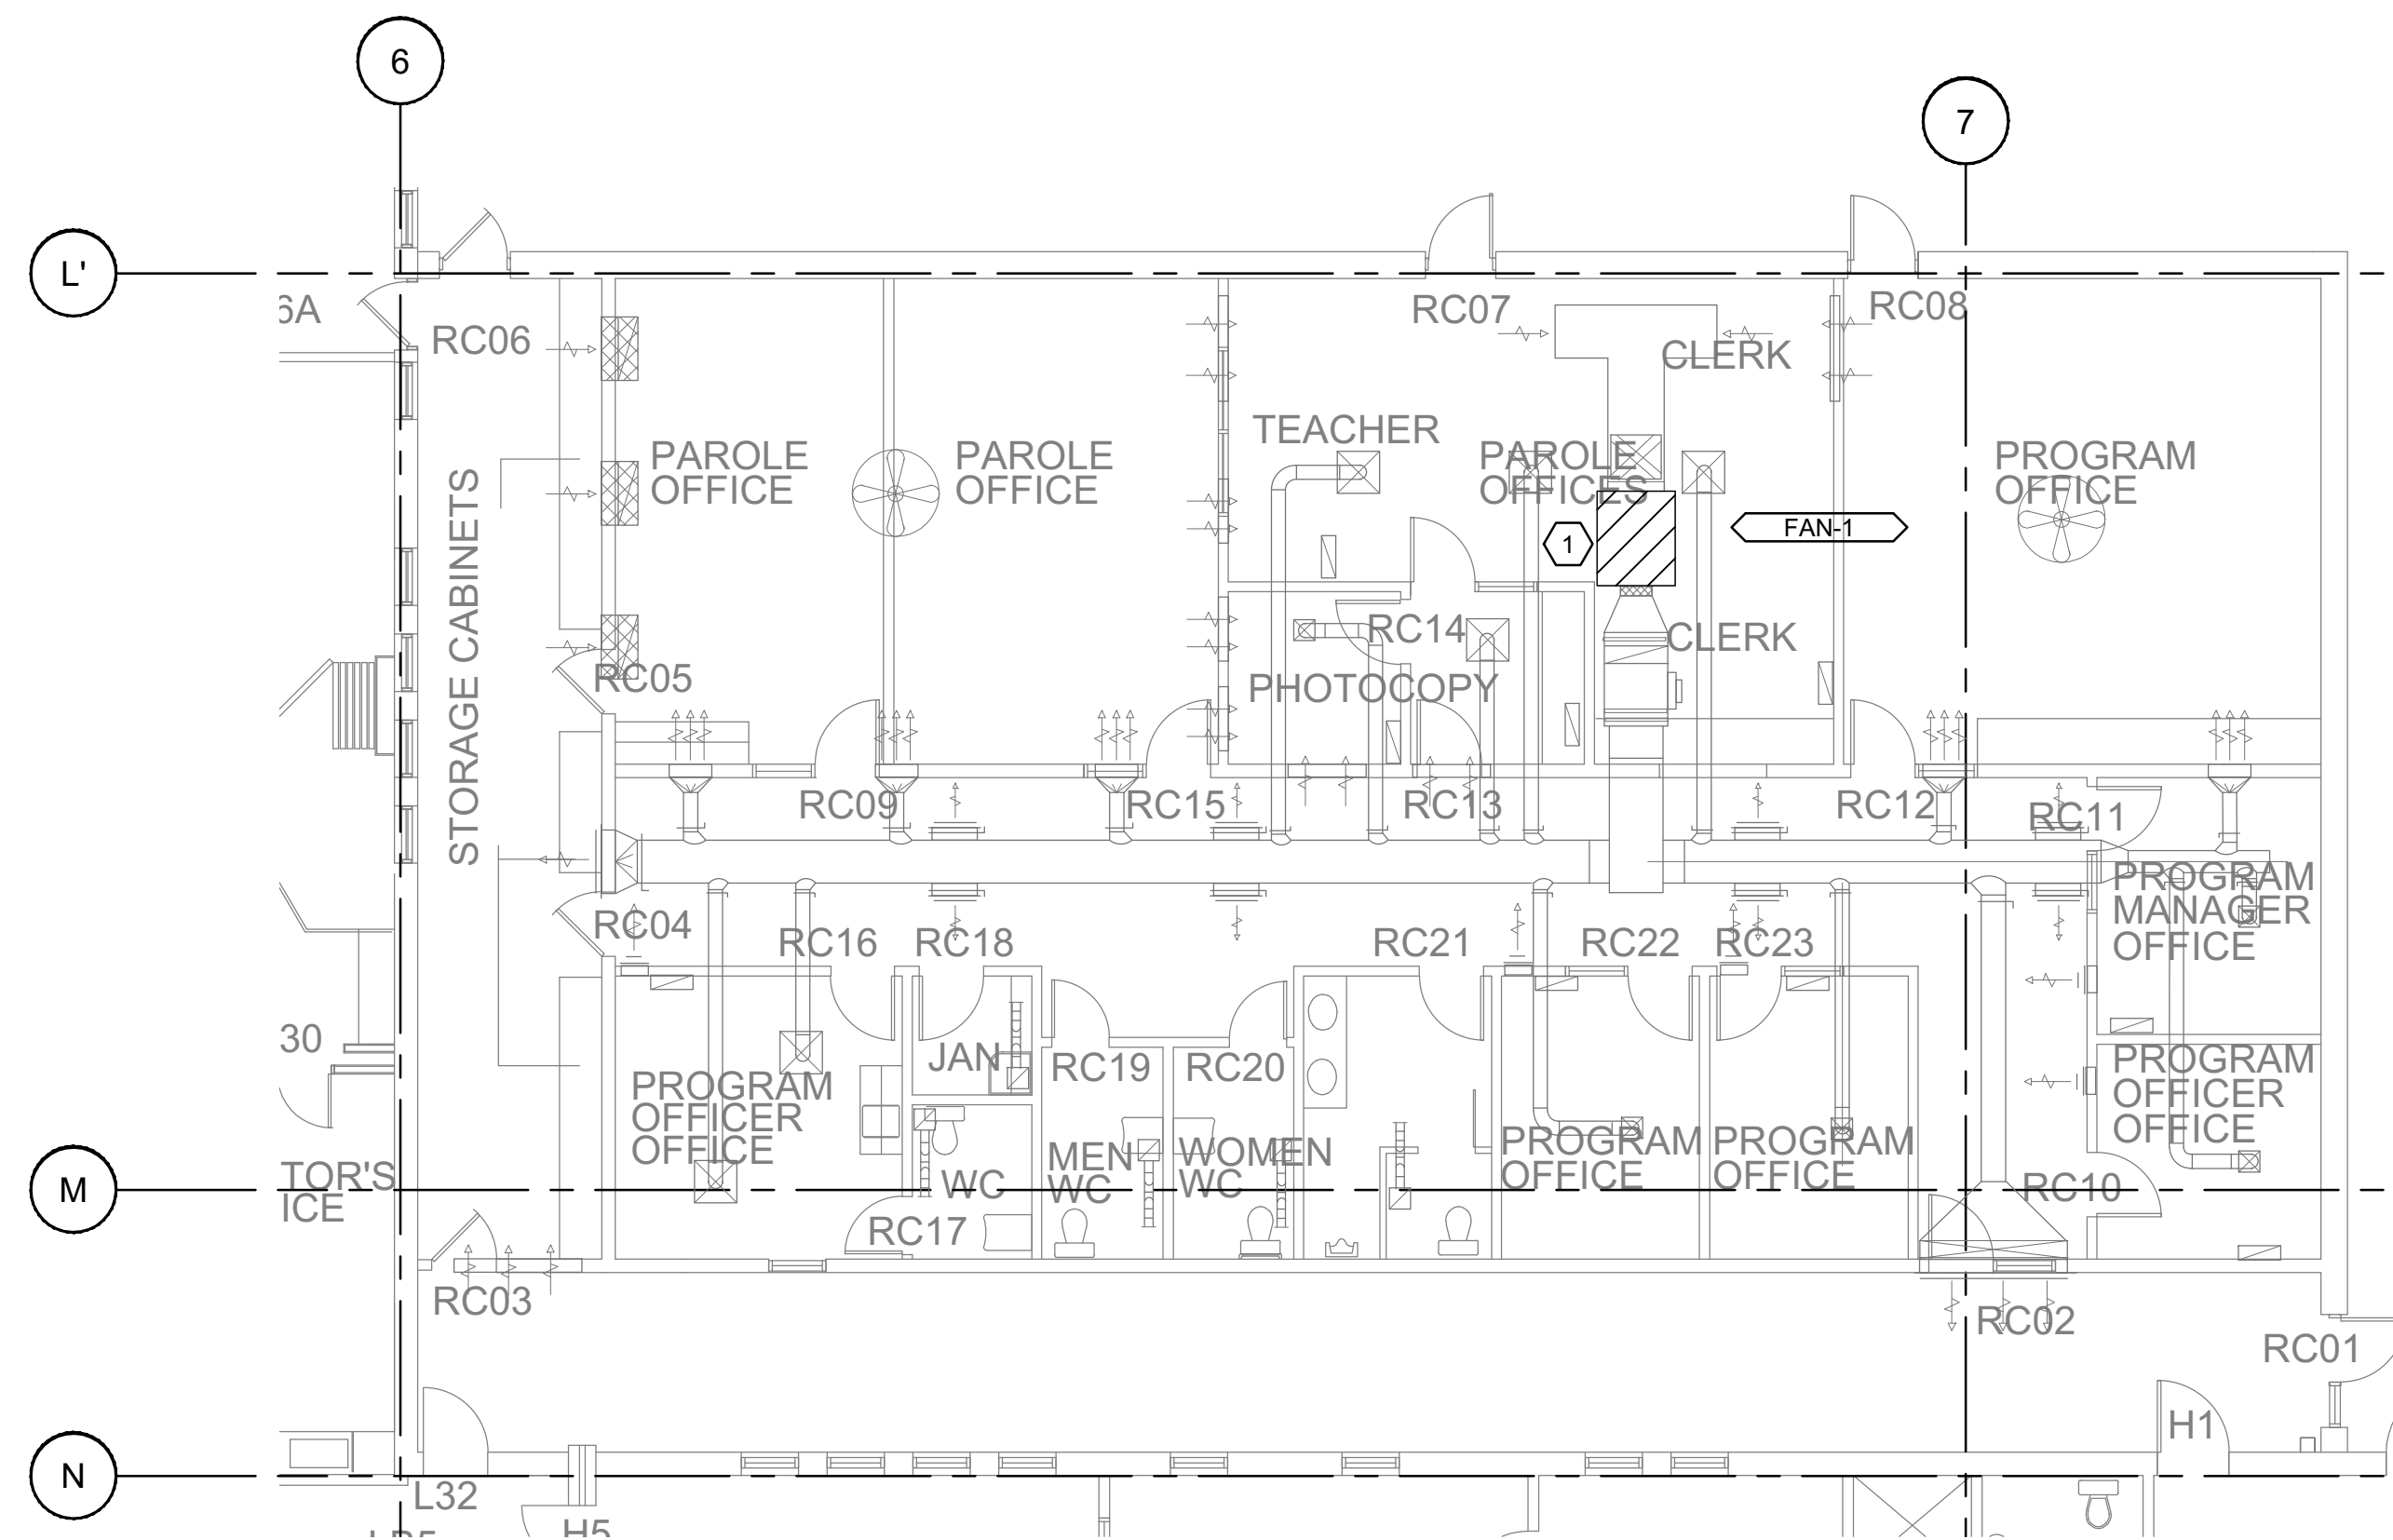 6
7
L'
6A
RC06
RC07
RC08
CLERK
TEACHER
PAROLE
OFFICE
PAROLE
OFFICE
PAROLE
OFFICES
PROGRAM
OFFICE
STORAGE CABINETS
1
FAN-1
RC14
CLERK
RC05
PHOTOCOPY
RC09
RC15
RC13
RC12
RC11
PROGRAM
MANAGER
OFFICE
RC04
RC16
RC18
RC21
RC22
RC23
30
JAN
RC19
RC20
PROGRAM
OFFICER
OFFICE
PROGRAM
OFFICER
OFFICE
M
TOR'S
ICE
WC
MEN
WC
WOMEN
WC
PROGRAM
OFFICE
PROGRAM
OFFICE
RC10
RC17
RC03
RC02
RC01
H1
N
L32
H5